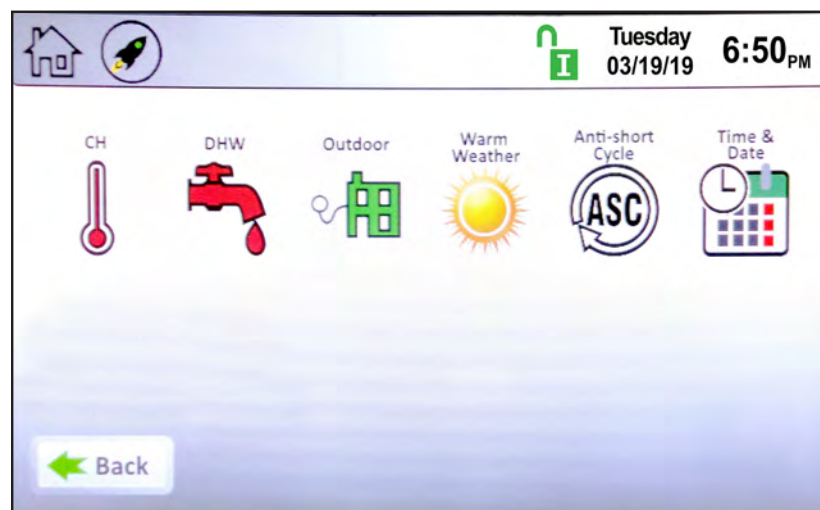 Tuesday
03/19/19
6:50PM
I
CH
DHW
Outdoor
Warm
Weather
Anti-short
Cycle
Time &
Date
ASC
Back